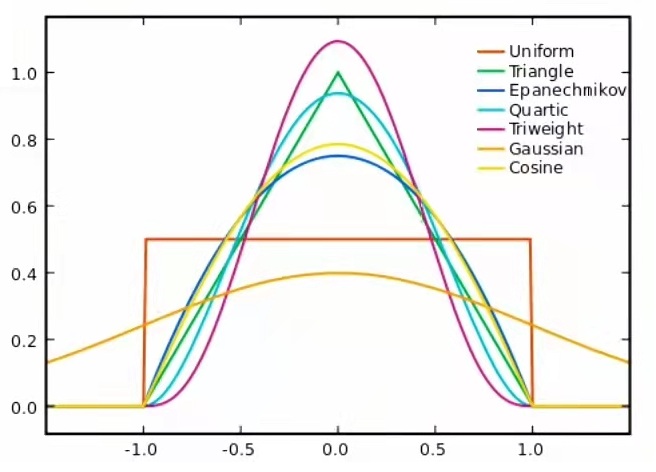 1.0
0.8
0.6
0.4
0.2
0.0
-1.0 -0.5 0.0 0.5 1.0
Uniform
Triangle
Epanechmikov
Quartic
Triweight
Gaussian
Cosine